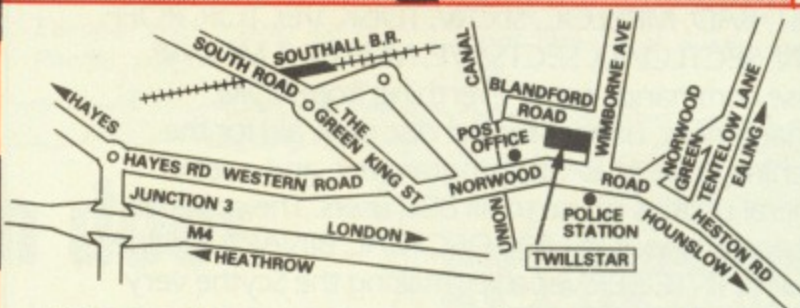 SOUTHALL B.R.
SOUTH ROAD
CANAL
WIMBORNE AVE
BLANDFORD
ROAD
HAYES
THE
GREEN
KING ST
POST
OFFICE
NORWOOD
GREEN
TENTELOW LANE
EALING
HAYES RD WESTERN ROAD
NORWOOD
ROAD
JUNCTION 3
UNION
POLICE
STATION
HESTON RD
HOUNSLOW
M4
LONDON
HEATHROW
TWILLSTAR